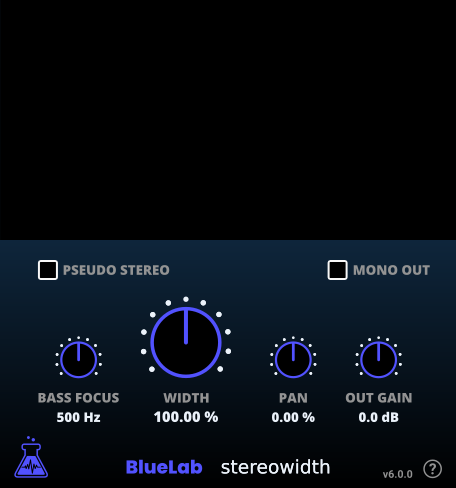 PSEUDO STEREO MONO OUT
BASS FOCUS WIDTH PAN OUT GAIN
500 Hz 100.00 % 0.00 % 0.0 dB
BlueLab stereowidth v6.0.0 ?